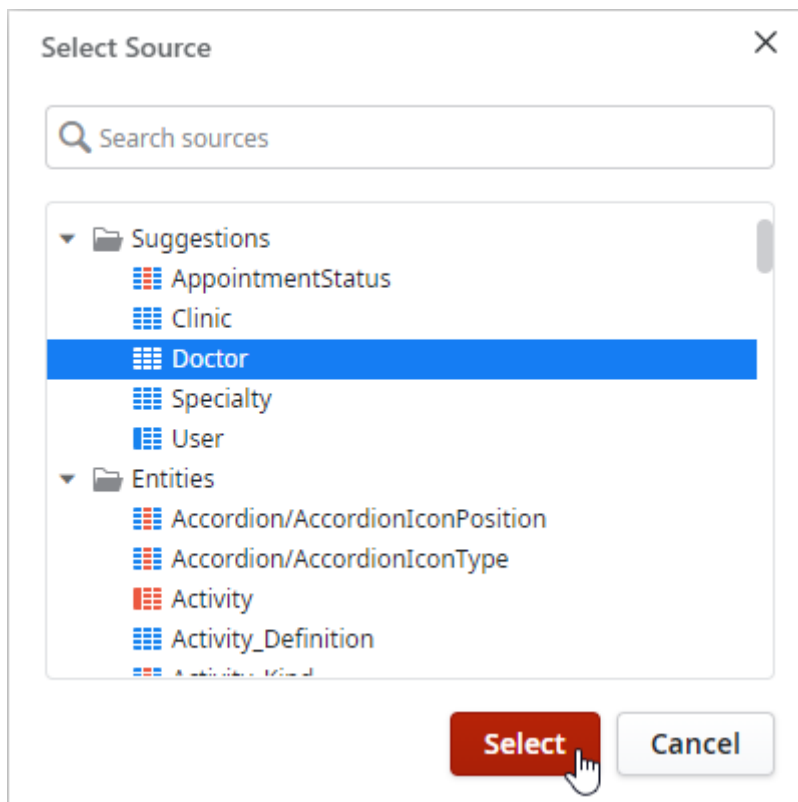 Select Source
Search sources
Suggestions
AppointmentStatus
Clinic
Doctor
Specialty
User
Entities
Accordion/AccordionIconPosition
Accordion/AccordionIconType
Activity
Activity_Definition
Activity_Kind
Select
Cancel